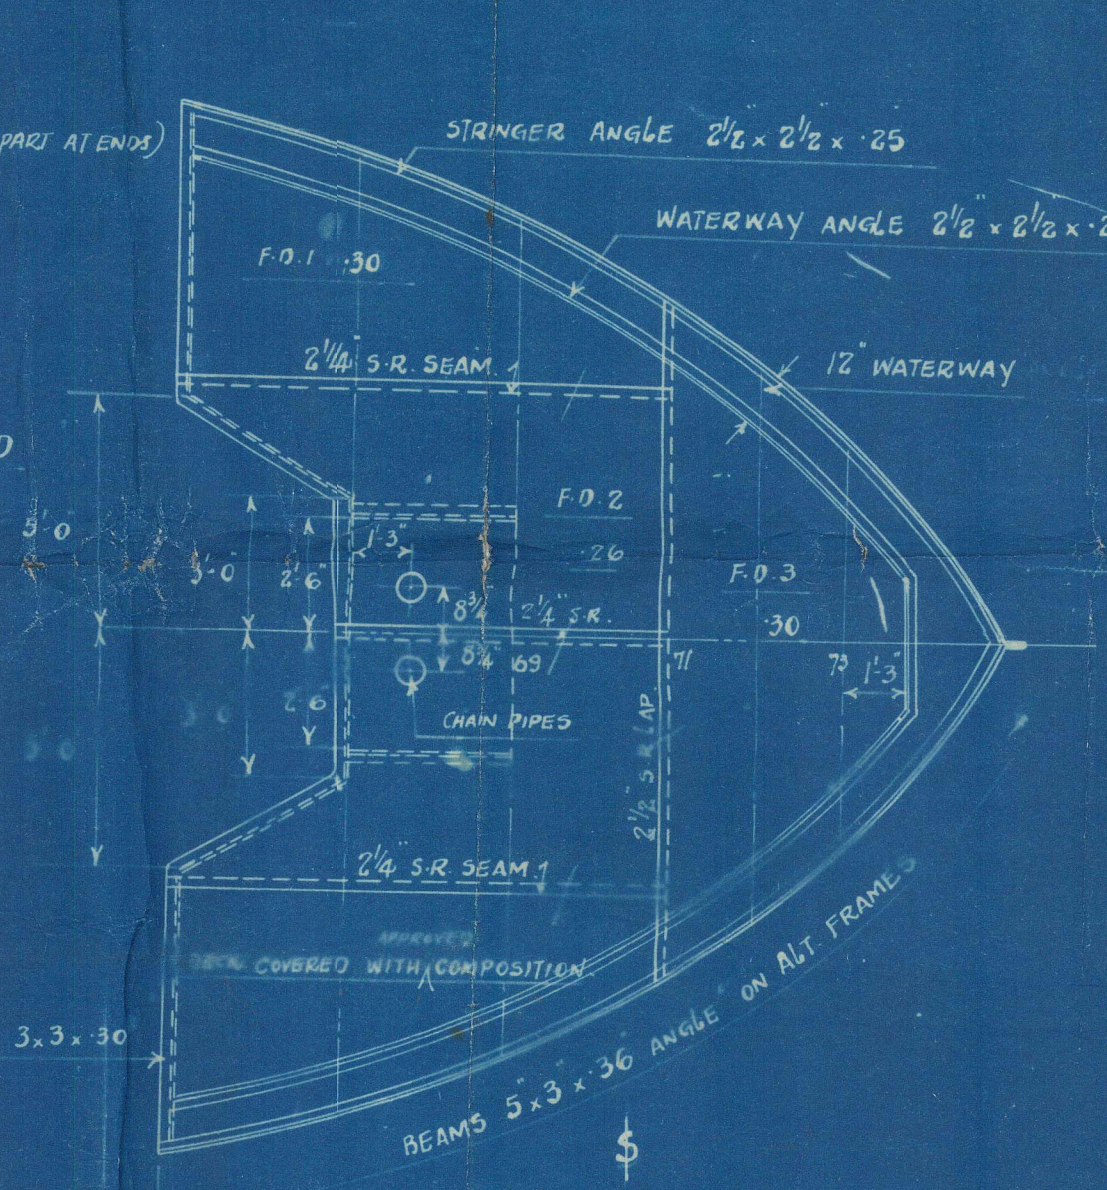 PART AT ENDS)
STRINGER ANGLE 2½" × 2½" × ·25
WATERWAY ANGLE 2½" × 2½" × ·2
F.D.1 ·30
2¼" S.R. SEAM.
12" WATERWAY
D
5'-0"
3'-0"
2'6"
1'-3"
F.D.2
·26
8¾"
2¼" S.R.
F.D.3
·30
8¾"
69
71
73
1'-3"
2'6"
3'0"
CHAIN PIPES
2½" S.R. LAP.
2¼" S.R. SEAM.
APPROVED
DECK COVERED WITH COMPOSITION.
3 × 3 × ·30
BEAMS 5" × 3" × ·36" ANGLE ON ALT. FRAMES